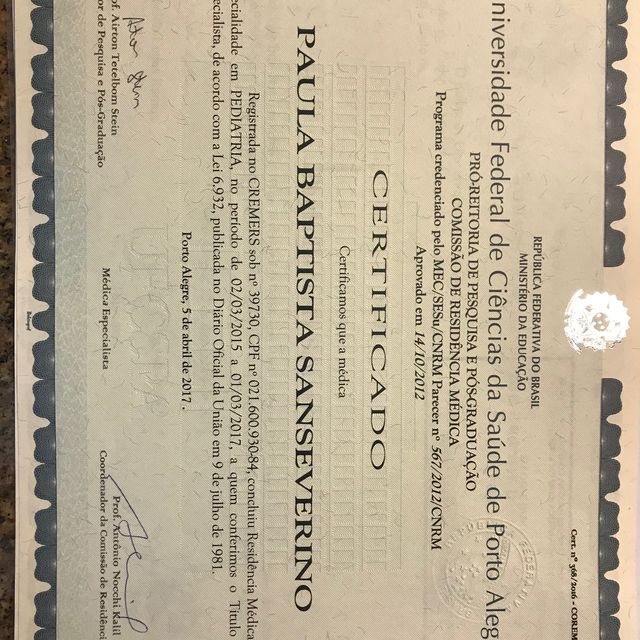 Cert. nº 368/2016 - COREM
REPÚBLICA FEDERATIVA DO BRASIL
MINISTÉRIO DA EDUCAÇÃO
niversidade Federal de Ciências da Saúde de Porto Aleg
PRÓ-REITORIA DE PESQUISA E PÓS-GRADUAÇÃO
COMISSÃO DE RESIDÊNCIA MÉDICA
Programa credenciado pelo MEC/SESu/CNRM Parecer nº 567/2012/CNRM
Aprovado em 14/10/2012
CERTIFICADO
Certificamos que a médica
PAULA BAPTISTA SANSEVERINO
Registrada no CREMERS sob nº 39730, CPF nº 021.600.930-84, concluiu Residência Médica
ecialidade em PEDIATRIA, no período de 02/03/2015 a 01/03/2017, a quem conferimos o Título
ecialista, de acordo com a Lei 6.932, publicada no Diário Oficial da União em 9 de julho de 1981.
Porto Alegre, 5 de abril de 2017.
of. Airton Tetelbom Stein
or de Pesquisa e Pós-Graduação
Médica Especialista
Prof. Antônio Nocchi Kalil
Coordenador da Comissão de Residênci